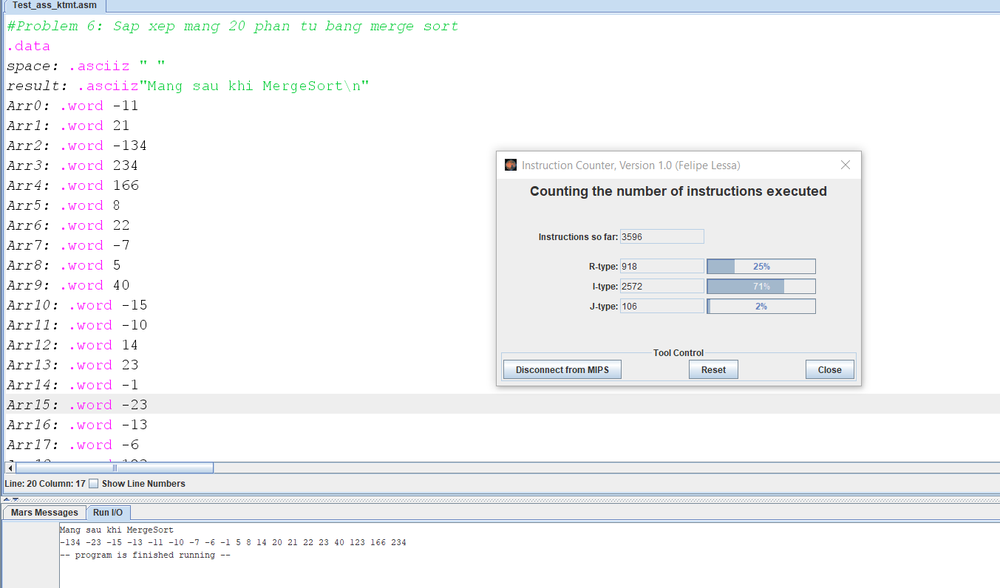 Test_ass_ktmt.asm
#Problem 6: Sap xep mang 20 phan tu bang merge sort
.data
space: .asciiz " "
result: .asciiz"Mang sau khi MergeSort\n"
Arr0: .word -11
Arr1: .word 21
Arr2: .word -134
Arr3: .word 234
Arr4: .word 166
Arr5: .word 8
Arr6: .word 22
Arr7: .word -7
Arr8: .word 5
Arr9: .word 40
Arr10: .word -15
Arr11: .word -10
Arr12: .word 14
Arr13: .word 23
Arr14: .word -1
Arr15: .word -23
Arr16: .word -13
Arr17: .word -6
Line: 20 Column: 17 Show Line Numbers
Instruction Counter, Version 1.0 (Felipe Lessa)
Counting the number of instructions executed
Instructions so far: 3596
R-type: 918 25%
I-type: 2572 71%
J-type: 106 2%
Tool Control
Disconnect from MIPS Reset Close
Mars Messages Run I/O
Mang sau khi MergeSort
-134 -23 -15 -13 -11 -10 -7 -6 -1 5 8 14 20 21 22 23 40 123 166 234
-- program is finished running --